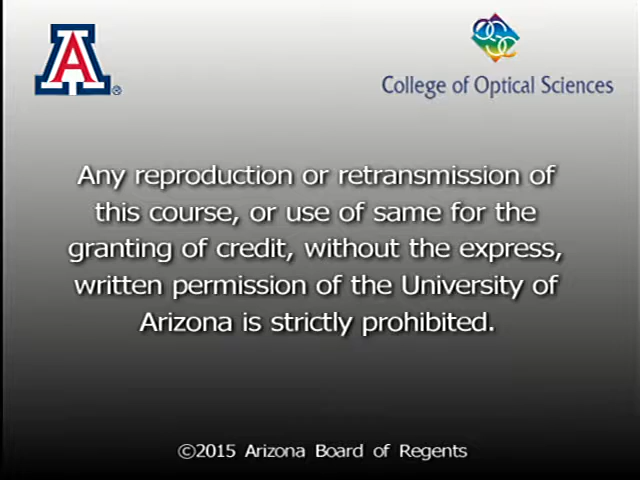 A ®
College of Optical Sciences
Any reproduction or retransmission of
this course, or use of same for the
granting of credit, without the express,
written permission of the University of
Arizona is strictly prohibited.
©2015 Arizona Board of Regents